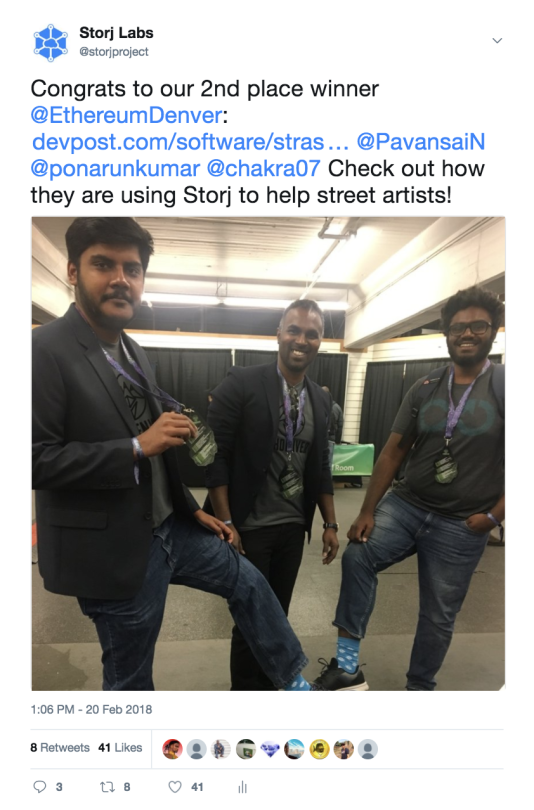 Storj Labs
@storjproject
Congrats to our 2nd place winner
@EthereumDenver:
devpost.com/software/stras… @PavansaiN
@ponarunkumar @chakra07 Check out how
they are using Storj to help street artists!
Room
1:06 PM - 20 Feb 2018
8 Retweets 41 Likes
3 8 41